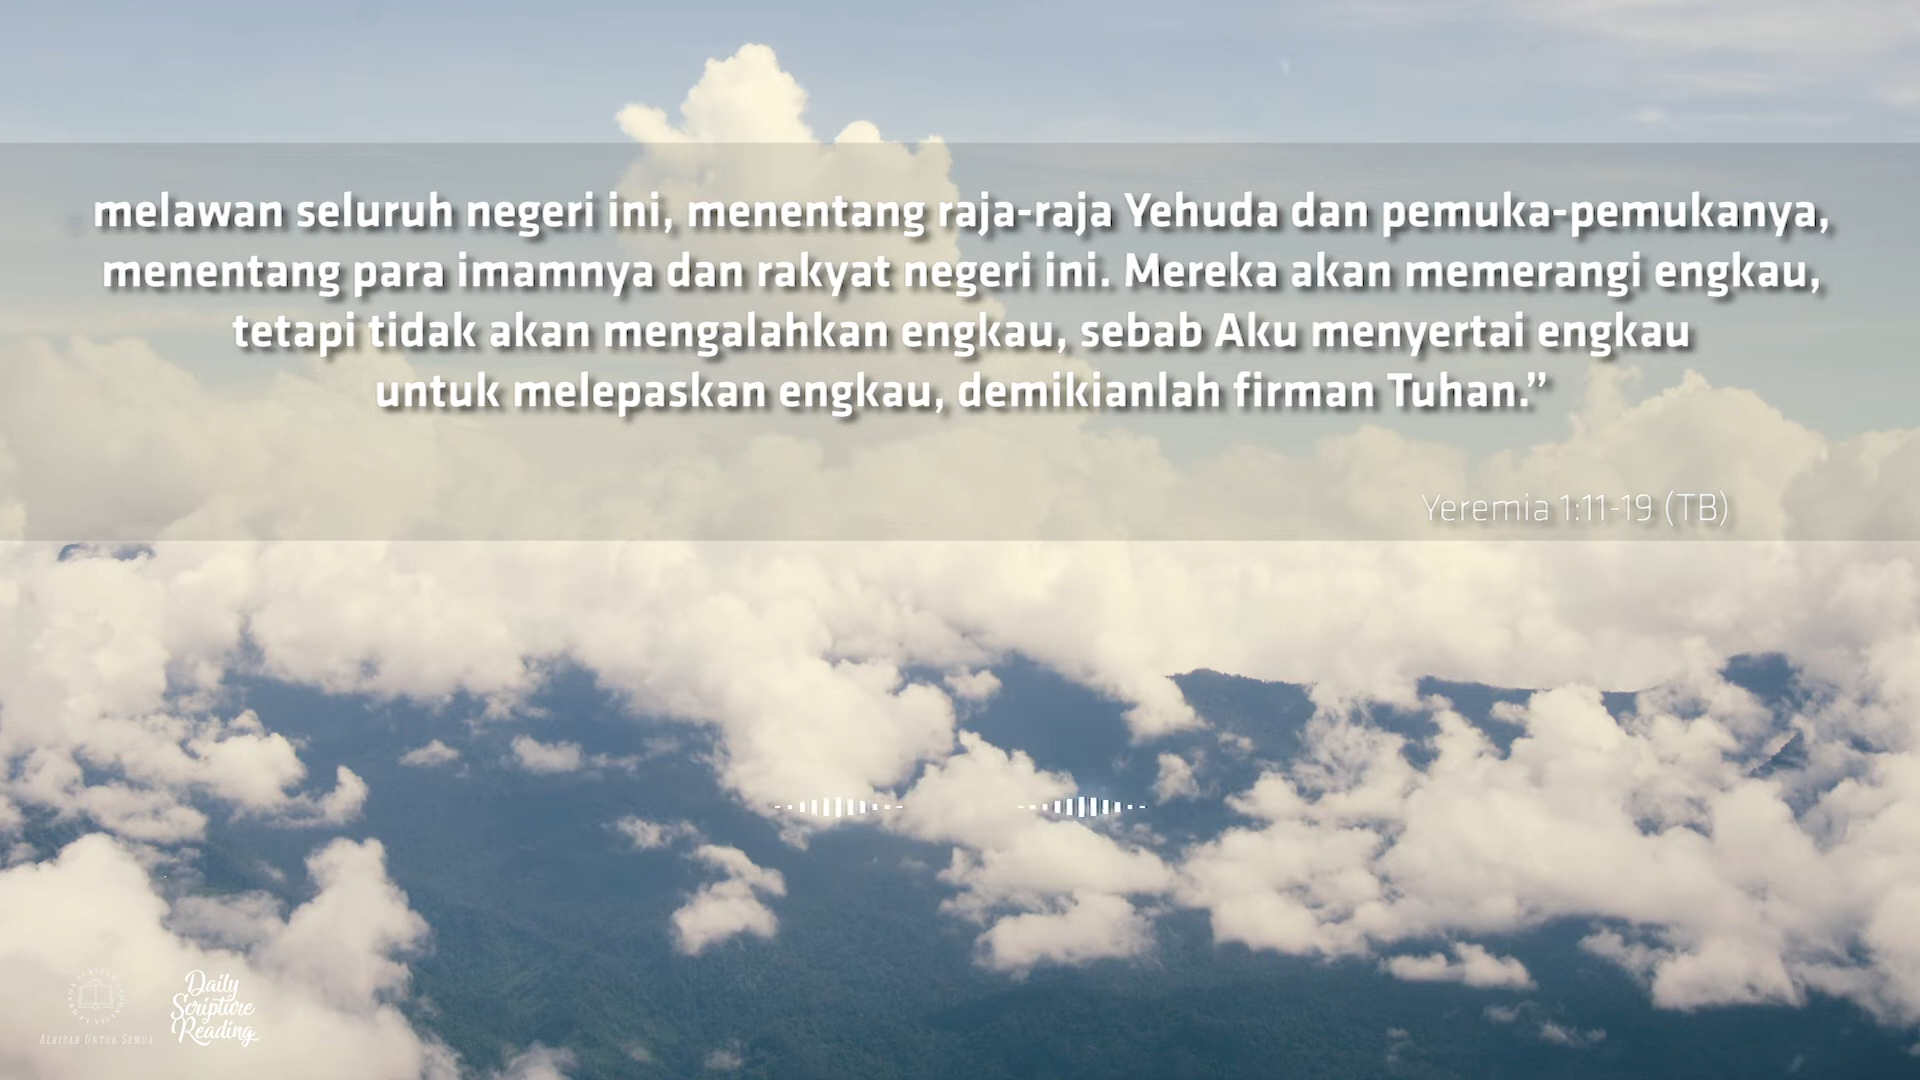 melawan seluruh negeri ini, menentang raja-raja Yehuda dan pemuka-pemukanya,
menentang para imamnya dan rakyat negeri ini. Mereka akan memerangi engkau,
tetapi tidak akan mengalahkan engkau, sebab Aku menyertai engkau
untuk melepaskan engkau, demikianlah firman Tuhan.”
Yeremia 1:11-19 (TB)
Alkitab Untuk Semua
Daily
Scripture
Reading